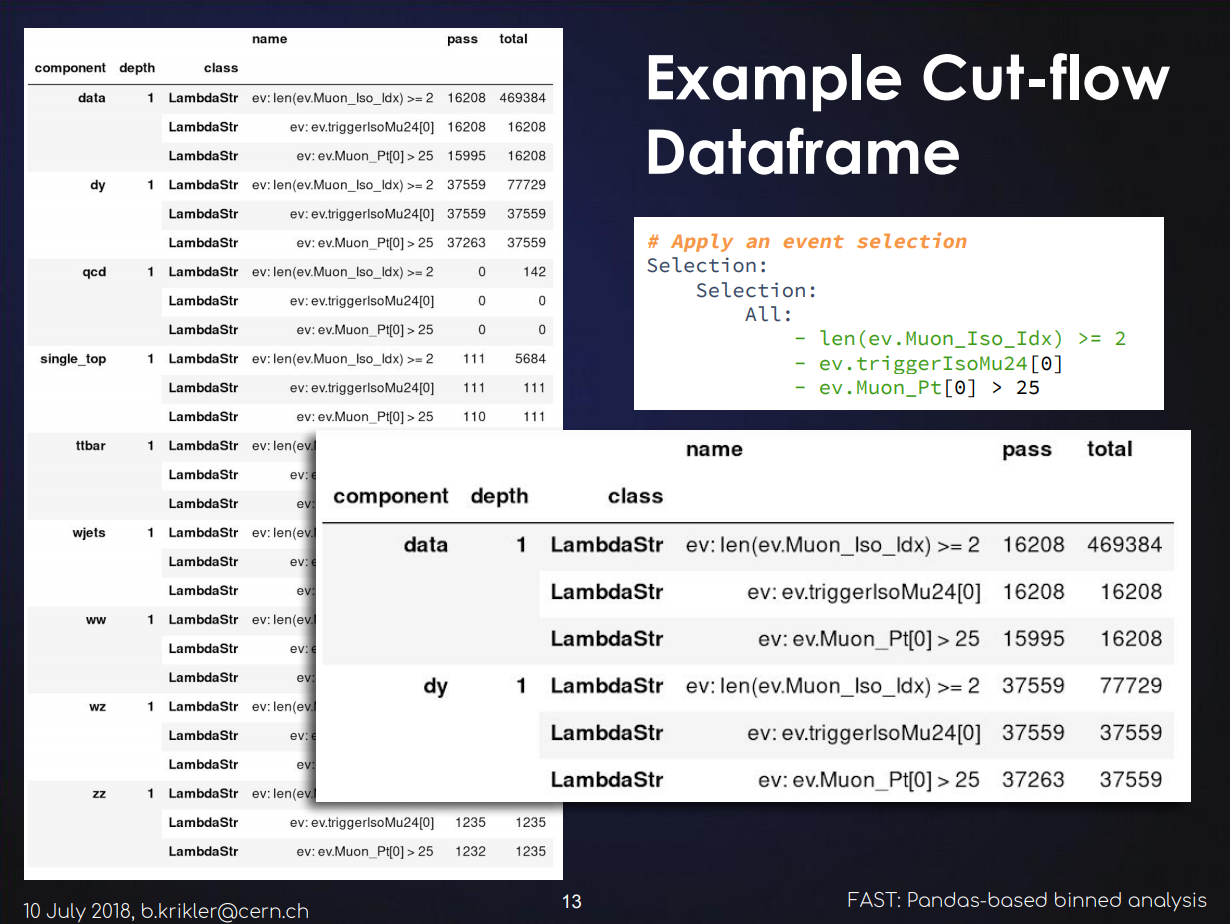 name pass total
component depth class
data 1 LambdaStr ev: len(ev.Muon_Iso_Idx) >= 2 16208 469384
LambdaStr ev: ev.triggerIsoMu24[0] 16208 16208
LambdaStr ev: ev.Muon_Pt[0] > 25 15995 16208
dy 1 LambdaStr ev: len(ev.Muon_Iso_Idx) >= 2 37559 77729
LambdaStr ev: ev.triggerIsoMu24[0] 37559 37559
LambdaStr ev: ev.Muon_Pt[0] > 25 37263 37559
qcd 1 LambdaStr ev: len(ev.Muon_Iso_Idx) >= 2 0 142
LambdaStr ev: ev.triggerIsoMu24[0] 0 0
LambdaStr ev: ev.Muon_Pt[0] > 25 0 0
single_top 1 LambdaStr ev: len(ev.Muon_Iso_Idx) >= 2 111 5684
LambdaStr ev: ev.triggerIsoMu24[0] 111 111
LambdaStr ev: ev.Muon_Pt[0] > 25 110 111
ttbar 1 LambdaStr ev: len(ev.
LambdaStr ev:
LambdaStr ev:
wjets 1 LambdaStr ev: len(ev.
LambdaStr ev:
LambdaStr ev:
ww 1 LambdaStr ev: len(ev.
LambdaStr ev:
LambdaStr ev:
wz 1 LambdaStr ev: len(ev.
LambdaStr ev:
LambdaStr ev:
zz 1 LambdaStr ev: len(ev.
LambdaStr ev: ev.triggerIsoMu24[0] 1235 1235
LambdaStr ev: ev.Muon_Pt[0] > 25 1232 1235
Example Cut-flow
Dataframe
# Apply an event selection
Selection:
Selection:
All:
- len(ev.Muon_Iso_Idx) >= 2
- ev.triggerIsoMu24[0]
- ev.Muon_Pt[0] > 25
name pass total
component depth class
data 1 LambdaStr ev: len(ev.Muon_Iso_Idx) >= 2 16208 469384
LambdaStr ev: ev.triggerIsoMu24[0] 16208 16208
LambdaStr ev: ev.Muon_Pt[0] > 25 15995 16208
dy 1 LambdaStr ev: len(ev.Muon_Iso_Idx) >= 2 37559 77729
LambdaStr ev: ev.triggerIsoMu24[0] 37559 37559
LambdaStr ev: ev.Muon_Pt[0] > 25 37263 37559
10 July 2018, b.krikler@cern.ch
13
FAST: Pandas-based binned analysis